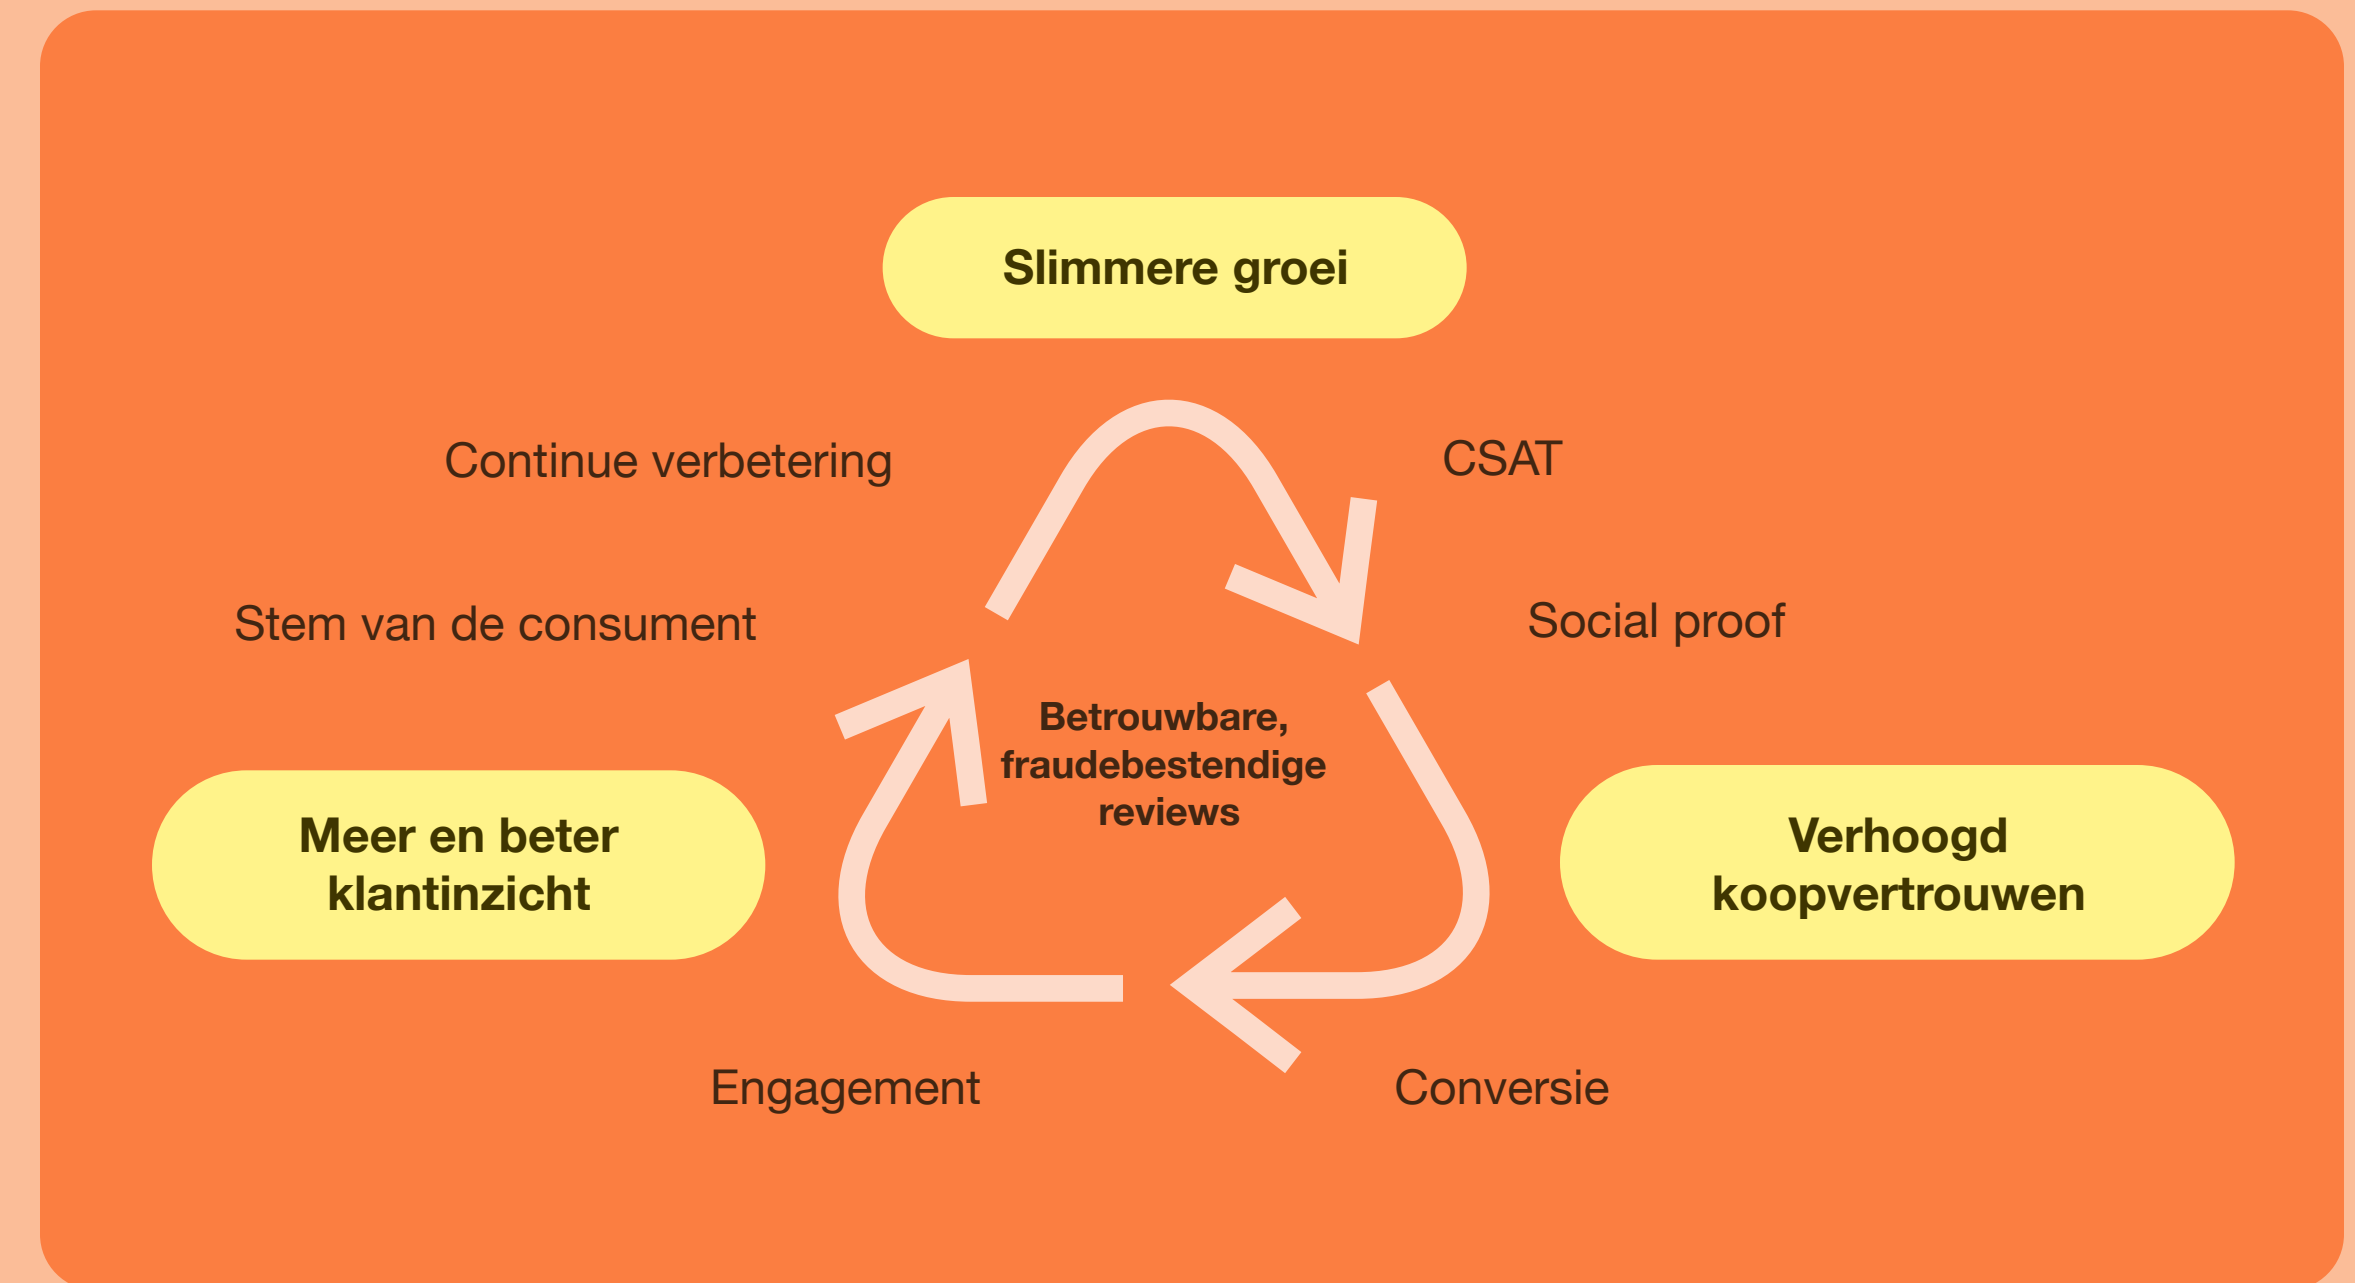 Slimmere groei
Continue verbetering
CSAT
Stem van de consument
Social proof
Betrouwbare,
fraudebestendige
reviews
Meer en beter
klantinzicht
Verhoogd
koopvertrouwen
Engagement
Conversie